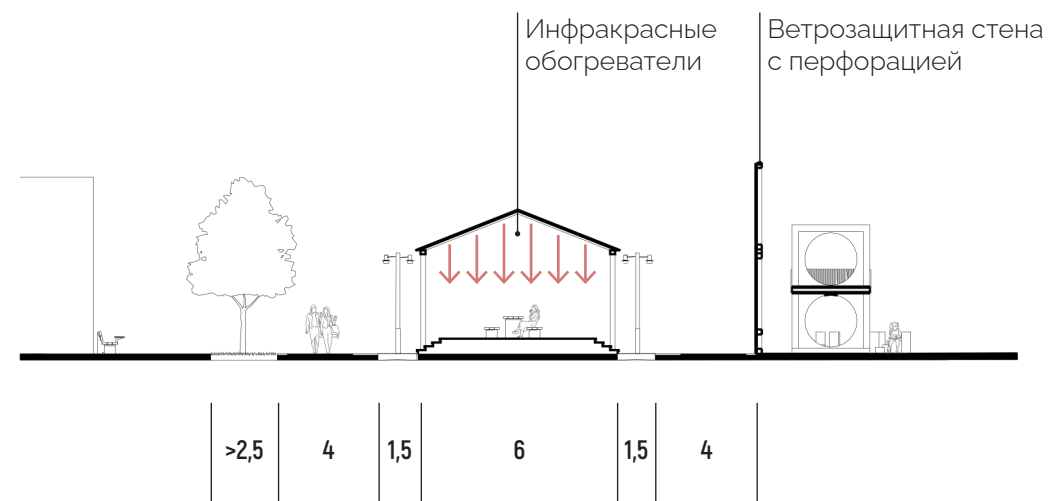 Инфракрасные
обогреватели
Ветрозащитная стена
с перфорацией
>2,5 4 1,5 6 1,5 4